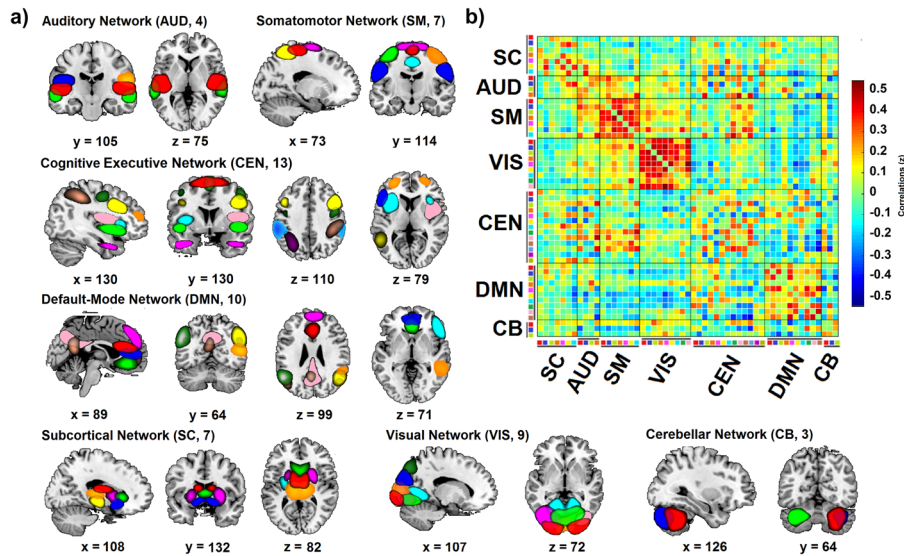 a)
Auditory Network (AUD, 4)
y = 105
z = 75
Somatomotor Network (SM, 7)
x = 73
y = 114
Cognitive Executive Network (CEN, 13)
x = 130
y = 130
z = 110
z = 79
Default-Mode Network (DMN, 10)
x = 89
y = 64
z = 99
z = 71
Subcortical Network (SC, 7)
x = 108
y = 132
z = 82
Visual Network (VIS, 9)
x = 107
z = 72
Cerebellar Network (CB, 3)
x = 126
y = 64
b)
SC
AUD
SM
VIS
CEN
DMN
CB
SC
AUD
SM
VIS
CEN
DMN
CB
0.5
0.4
0.3
0.2
0.1
0
-0.1
-0.2
-0.3
-0.4
-0.5
Correlations (z)